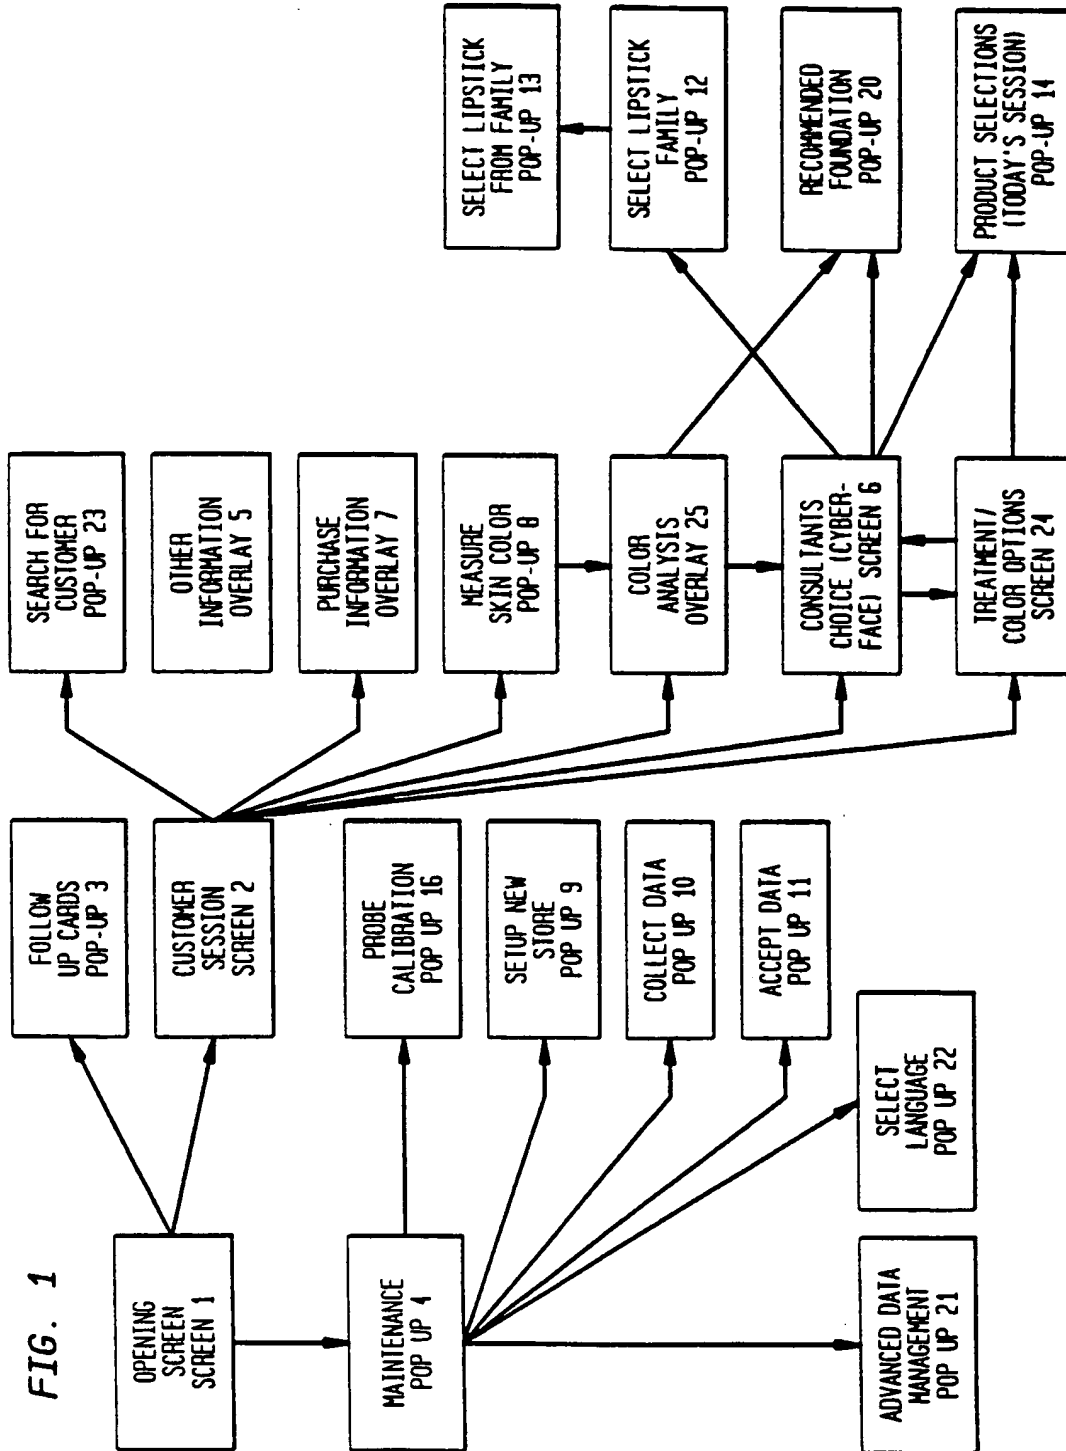 FIG. 1
OPENING
SCREEN
SCREEN 1
MAINTENANCE
POP UP 4
ADVANCED DATA
MANAGEMENT
POP UP 21
FOLLOW
UP CARDS
POP-UP 3
CUSTOMER
SESSION
SCREEN 2
PROBE
CALIBRATION
POP UP 16
SETUP NEW
STORE
POP UP 9
COLLECT DATA
POP UP 10
ACCEPT DATA
POP UP 11
SELECT
LANGUAGE
POP UP 22
SEARCH FOR
CUSTOMER
POP-UP 23
OTHER
INFORMATION
OVERLAY 5
PURCHASE
INFORMATION
OVERLAY 7
MEASURE
SKIN COLOR
POP-UP 8
COLOR
ANALYSIS
OVERLAY 25
CONSULTANTS
CHOICE (CYBER-
FACE) SCREEN 6
TREATMENT/
COLOR OPTIONS
SCREEN 24
SELECT LIPSTICK
FROM FAMILY
POP-UP 13
SELECT LIPSTICK
FAMILY
POP-UP 12
RECOMMENDED
FOUNDATION
POP-UP 20
PRODUCT SELECTIONS
(TODAY'S SESSION)
POP-UP 14